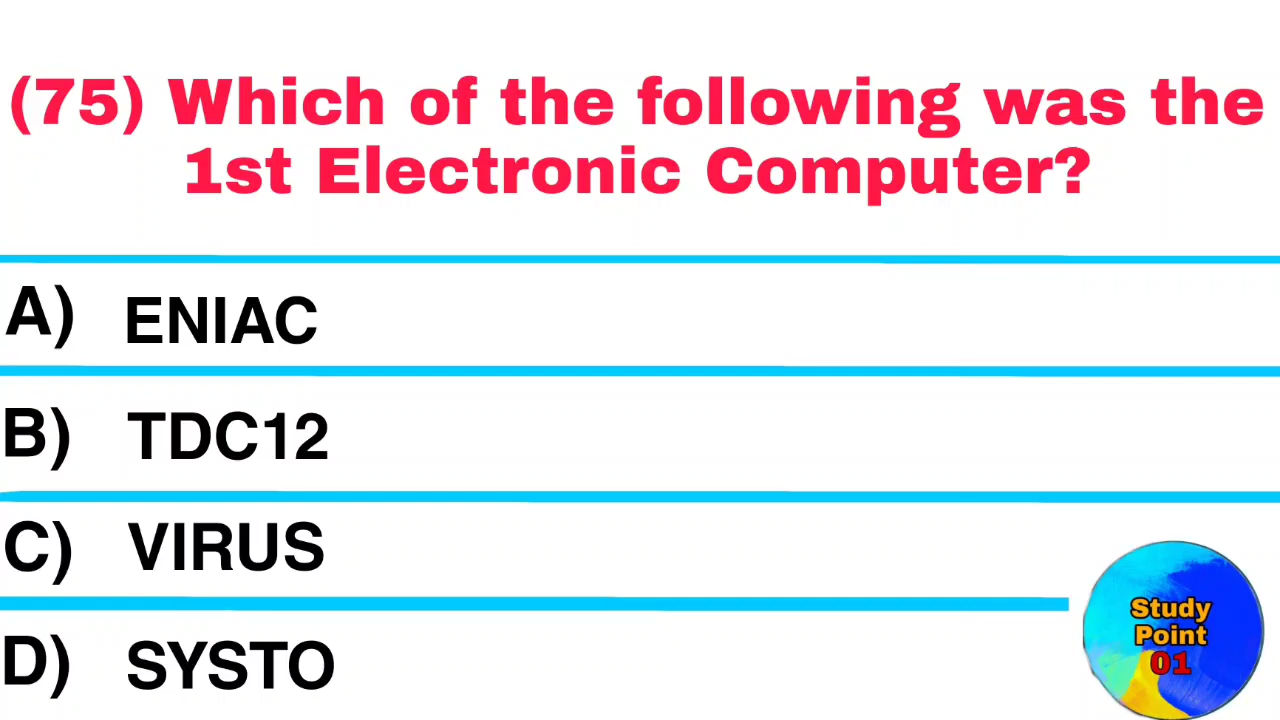 (75) Which of the following was the
1st Electronic Computer?
A) ENIAC
B) TDC12
C) VIRUS
D) SYSTO
Study
Point
01